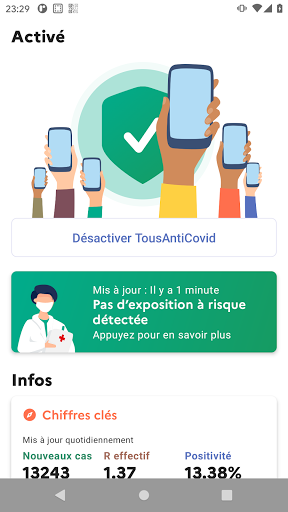 23:29
Activé
Désactiver TousAntiCovid
Mis à jour : Il y a 1 minute
Pas d'exposition à risque
détectée
Appuyez pour en savoir plus
Infos
Chiffres clés
Mis à jour quotidiennement
Nouveaux cas R effectif Positivité
13243 1.37 13.38%